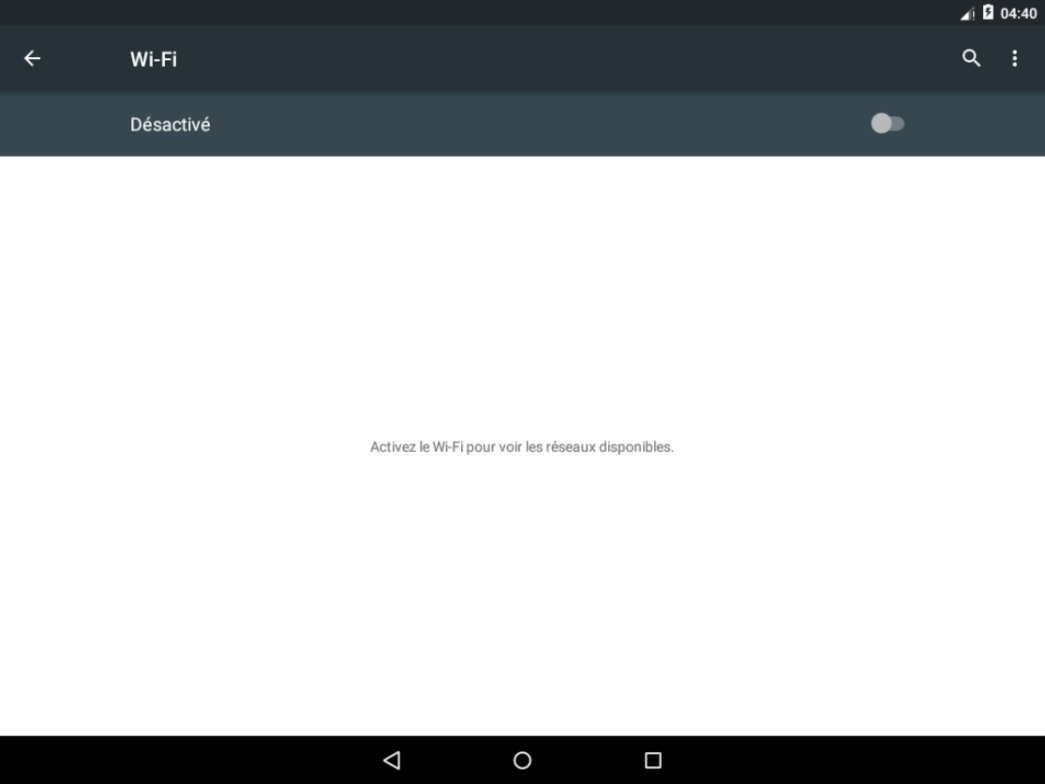 04:40
Wi-Fi
Désactivé
Activez le Wi-Fi pour voir les réseaux disponibles.